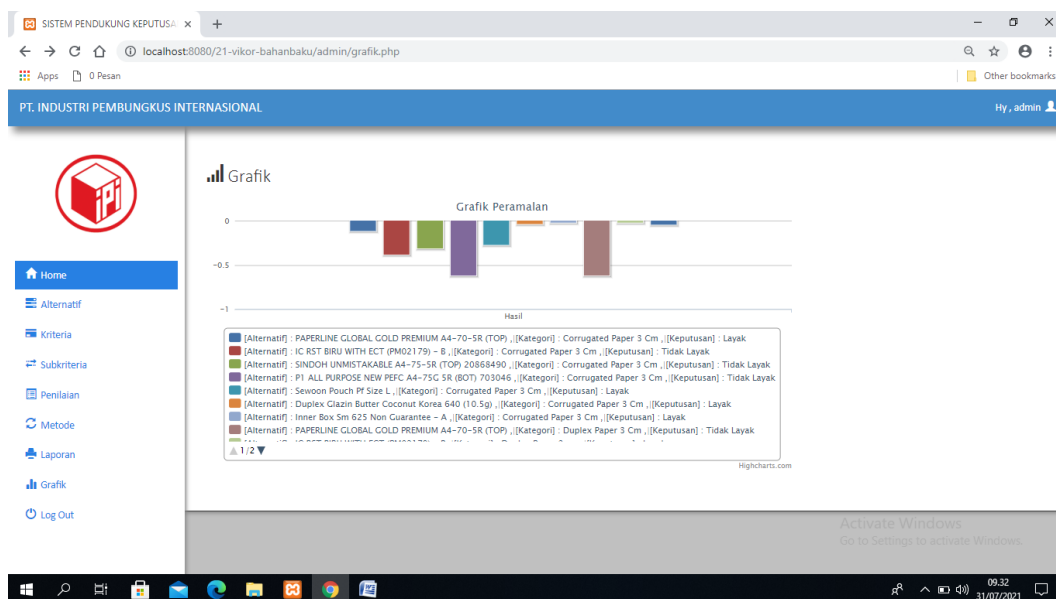 SISTEM PENDUKUNG KEPUTUSA
localhost:8080/21-vikor-bahanbaku/admin/grafik.php
Apps 0 Pesan Other bookmarks
PT. INDUSTRI PEMBUNGKUS INTERNASIONAL Hy , admin
iPi
Home
Alternatif
Kriteria
Subkriteria
Penilaian
Metode
Laporan
Grafik
Log Out
Grafik
Grafik Peramalan
0
-0.5
-1
Hasil
[Alternatif] : PAPERLINE GLOBAL GOLD PREMIUM A4-70-5R (TOP) ,|[Kategori] : Corrugated Paper 3 Cm ,|[Keputusan] : Layak
[Alternatif] : IC RST BIRU WITH ECT (PM02179) - B ,|[Kategori] : Corrugated Paper 3 Cm ,|[Keputusan] : Tidak Layak
[Alternatif] : SINDOH UNMISTAKABLE A4-75-5R (TOP) 20868490 ,|[Kategori] : Corrugated Paper 3 Cm ,|[Keputusan] : Tidak Layak
[Alternatif] : P1 ALL PURPOSE NEW PEFC A4-75G 5R (BOT) 703046 ,|[Kategori] : Corrugated Paper 3 Cm ,|[Keputusan] : Tidak Layak
[Alternatif] : Sewoon Pouch Pf Size L ,|[Kategori] : Corrugated Paper 3 Cm ,|[Keputusan] : Layak
[Alternatif] : Duplex Glazin Butter Coconut Korea 640 (10.5g) ,|[Kategori] : Corrugated Paper 3 Cm ,|[Keputusan] : Layak
[Alternatif] : Inner Box Sm 625 Non Guarantee - A ,|[Kategori] : Corrugated Paper 3 Cm ,|[Keputusan] : Layak
[Alternatif] : PAPERLINE GLOBAL GOLD PREMIUM A4-70-5R (TOP) ,|[Kategori] : Duplex Paper 3 Cm ,|[Keputusan] : Tidak Layak
1/2
Highcharts.com
Activate Windows
Go to Settings to activate Windows.
09.32
31/07/2021